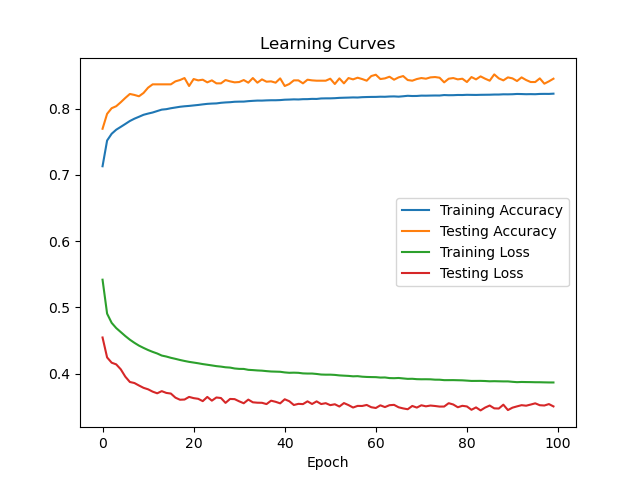 Learning Curves
0.8
0.7
0.6
0.5
0.4
Training Accuracy
Testing Accuracy
Training Loss
Testing Loss
0 20 40 60 80 100
Epoch